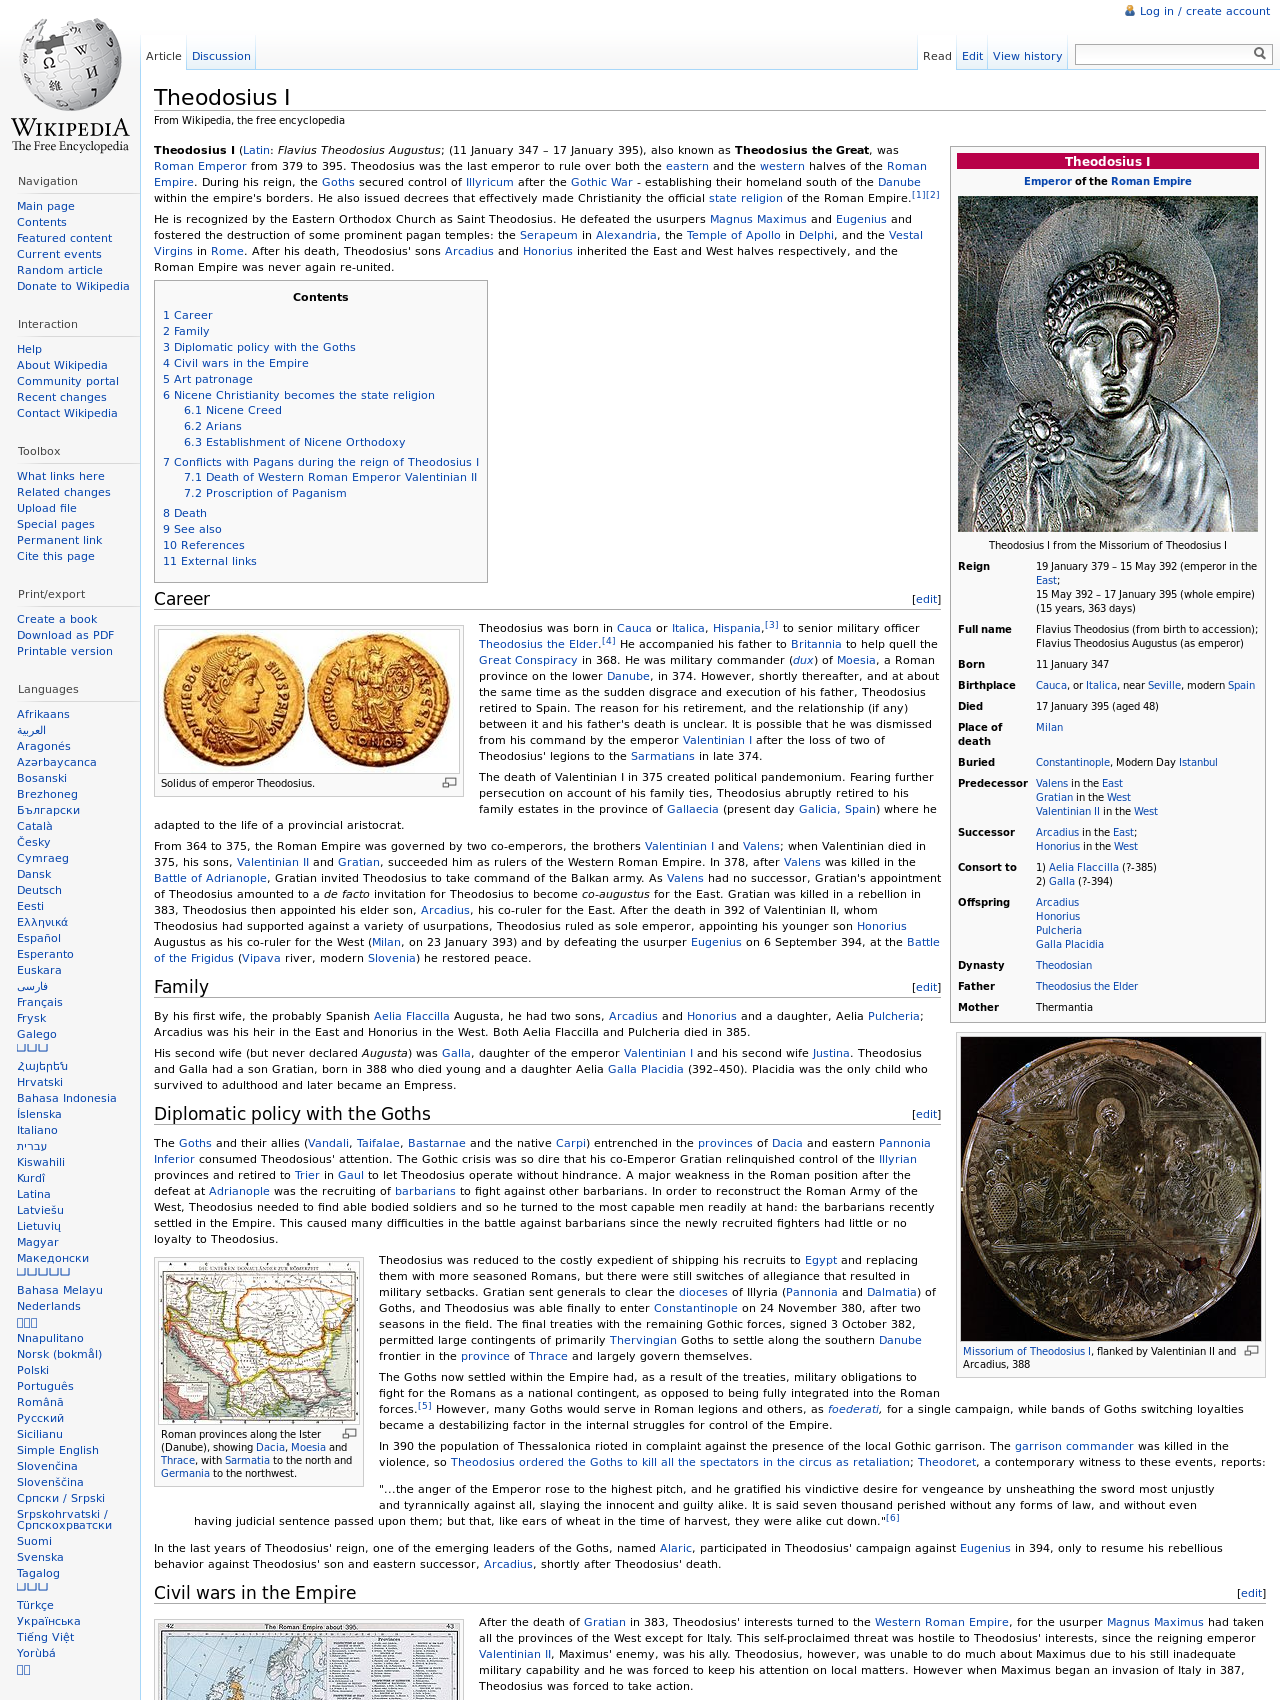 Log in / create account
Article
Discussion
Read
Edit
View history
WIKIPEDIA
The Free Encyclopedia
Navigation
Main page
Contents
Featured content
Current events
Random article
Donate to Wikipedia
Interaction
Help
About Wikipedia
Community portal
Recent changes
Contact Wikipedia
Toolbox
What links here
Related changes
Upload file
Special pages
Permanent link
Cite this page
Print/export
Create a book
Download as PDF
Printable version
Languages
Afrikaans
العربية
Aragonés
Azərbaycanca
Bosanski
Brezhoneg
Български
Català
Česky
Cymraeg
Dansk
Deutsch
Eesti
Ελληνικά
Español
Esperanto
Euskara
فارسی
Français
Frysk
Galego
Հայերեն
Hrvatski
Bahasa Indonesia
Íslenska
Italiano
עברית
Kiswahili
Kurdî
Latina
Latviešu
Lietuvių
Magyar
Македонски
Bahasa Melayu
Nederlands
Nnapulitano
Norsk (bokmål)
Polski
Português
Română
Русский
Sicilianu
Simple English
Slovenčina
Slovenščina
Српски / Srpski
Srpskohrvatski /
Српскохрватски
Suomi
Svenska
Tagalog
Türkçe
Українська
Tiếng Việt
Yorùbá
Theodosius I
From Wikipedia, the free encyclopedia
Theodosius I (Latin: Flavius Theodosius Augustus; (11 January 347 – 17 January 395), also known as Theodosius the Great, was
Roman Emperor from 379 to 395. Theodosius was the last emperor to rule over both the eastern and the western halves of the Roman
Empire. During his reign, the Goths secured control of Illyricum after the Gothic War - establishing their homeland south of the Danube
within the empire's borders. He also issued decrees that effectively made Christianity the official state religion of the Roman Empire.[1][2]
He is recognized by the Eastern Orthodox Church as Saint Theodosius. He defeated the usurpers Magnus Maximus and Eugenius and
fostered the destruction of some prominent pagan temples: the Serapeum in Alexandria, the Temple of Apollo in Delphi, and the Vestal
Virgins in Rome. After his death, Theodosius' sons Arcadius and Honorius inherited the East and West halves respectively, and the
Roman Empire was never again re-united.
Contents
1 Career
2 Family
3 Diplomatic policy with the Goths
4 Civil wars in the Empire
5 Art patronage
6 Nicene Christianity becomes the state religion
6.1 Nicene Creed
6.2 Arians
6.3 Establishment of Nicene Orthodoxy
7 Conflicts with Pagans during the reign of Theodosius I
7.1 Death of Western Roman Emperor Valentinian II
7.2 Proscription of Paganism
8 Death
9 See also
10 References
11 External links
Career [edit]
Theodosius was born in Cauca or Italica, Hispania,[3] to senior military officer
Theodosius the Elder.[4] He accompanied his father to Britannia to help quell the
Great Conspiracy in 368. He was military commander (dux) of Moesia, a Roman
province on the lower Danube, in 374. However, shortly thereafter, and at about
the same time as the sudden disgrace and execution of his father, Theodosius
retired to Spain. The reason for his retirement, and the relationship (if any)
between it and his father's death is unclear. It is possible that he was dismissed
from his command by the emperor Valentinian I after the loss of two of
Theodosius' legions to the Sarmatians in late 374.
Solidus of emperor Theodosius.
The death of Valentinian I in 375 created political pandemonium. Fearing further
persecution on account of his family ties, Theodosius abruptly retired to his
family estates in the province of Gallaecia (present day Galicia, Spain) where he
adapted to the life of a provincial aristocrat.
From 364 to 375, the Roman Empire was governed by two co-emperors, the brothers Valentinian I and Valens; when Valentinian died in
375, his sons, Valentinian II and Gratian, succeeded him as rulers of the Western Roman Empire. In 378, after Valens was killed in the
Battle of Adrianople, Gratian invited Theodosius to take command of the Balkan army. As Valens had no successor, Gratian's appointment
of Theodosius amounted to a de facto invitation for Theodosius to become co-augustus for the East. Gratian was killed in a rebellion in
383, Theodosius then appointed his elder son, Arcadius, his co-ruler for the East. After the death in 392 of Valentinian II, whom
Theodosius had supported against a variety of usurpations, Theodosius ruled as sole emperor, appointing his younger son Honorius
Augustus as his co-ruler for the West (Milan, on 23 January 393) and by defeating the usurper Eugenius on 6 September 394, at the Battle
of the Frigidus (Vipava river, modern Slovenia) he restored peace.
Family [edit]
By his first wife, the probably Spanish Aelia Flaccilla Augusta, he had two sons, Arcadius and Honorius and a daughter, Aelia Pulcheria;
Arcadius was his heir in the East and Honorius in the West. Both Aelia Flaccilla and Pulcheria died in 385.
His second wife (but never declared Augusta) was Galla, daughter of the emperor Valentinian I and his second wife Justina. Theodosius
and Galla had a son Gratian, born in 388 who died young and a daughter Aelia Galla Placidia (392–450). Placidia was the only child who
survived to adulthood and later became an Empress.
Diplomatic policy with the Goths [edit]
The Goths and their allies (Vandali, Taifalae, Bastarnae and the native Carpi) entrenched in the provinces of Dacia and eastern Pannonia
Inferior consumed Theodosious' attention. The Gothic crisis was so dire that his co-Emperor Gratian relinquished control of the Illyrian
provinces and retired to Trier in Gaul to let Theodosius operate without hindrance. A major weakness in the Roman position after the
defeat at Adrianople was the recruiting of barbarians to fight against other barbarians. In order to reconstruct the Roman Army of the
West, Theodosius needed to find able bodied soldiers and so he turned to the most capable men readily at hand: the barbarians recently
settled in the Empire. This caused many difficulties in the battle against barbarians since the newly recruited fighters had little or no
loyalty to Theodosius.
DIE UNTEREN DONAULÄNDER ZUR RÖMERZEIT
Roman provinces along the Ister
(Danube), showing Dacia, Moesia and
Thrace, with Sarmatia to the north and
Germania to the northwest.
Theodosius was reduced to the costly expedient of shipping his recruits to Egypt and replacing
them with more seasoned Romans, but there were still switches of allegiance that resulted in
military setbacks. Gratian sent generals to clear the dioceses of Illyria (Pannonia and Dalmatia) of
Goths, and Theodosius was able finally to enter Constantinople on 24 November 380, after two
seasons in the field. The final treaties with the remaining Gothic forces, signed 3 October 382,
permitted large contingents of primarily Thervingian Goths to settle along the southern Danube
frontier in the province of Thrace and largely govern themselves.
The Goths now settled within the Empire had, as a result of the treaties, military obligations to
fight for the Romans as a national contingent, as opposed to being fully integrated into the Roman
forces.[5] However, many Goths would serve in Roman legions and others, as foederati, for a single campaign, while bands of Goths switching loyalties
became a destabilizing factor in the internal struggles for control of the Empire.
In 390 the population of Thessalonica rioted in complaint against the presence of the local Gothic garrison. The garrison commander was killed in the
violence, so Theodosius ordered the Goths to kill all the spectators in the circus as retaliation; Theodoret, a contemporary witness to these events, reports:
"...the anger of the Emperor rose to the highest pitch, and he gratified his vindictive desire for vengeance by unsheathing the sword most unjustly
and tyrannically against all, slaying the innocent and guilty alike. It is said seven thousand perished without any forms of law, and without even
having judicial sentence passed upon them; but that, like ears of wheat in the time of harvest, they were alike cut down."[6]
In the last years of Theodosius' reign, one of the emerging leaders of the Goths, named Alaric, participated in Theodosius' campaign against Eugenius in 394, only to resume his rebellious
behavior against Theodosius' son and eastern successor, Arcadius, shortly after Theodosius' death.
Civil wars in the Empire [edit]
42 The Roman Empire about 395. 43
Provinces
After the death of Gratian in 383, Theodosius' interests turned to the Western Roman Empire, for the usurper Magnus Maximus had taken
all the provinces of the West except for Italy. This self-proclaimed threat was hostile to Theodosius' interests, since the reigning emperor
Valentinian II, Maximus' enemy, was his ally. Theodosius, however, was unable to do much about Maximus due to his still inadequate
military capability and he was forced to keep his attention on local matters. However when Maximus began an invasion of Italy in 387,
Theodosius was forced to take action.
Theodosius I
Emperor of the Roman Empire
Theodosius I from the Missorium of Theodosius I
Reign 19 January 379 – 15 May 392 (emperor in the
East;
15 May 392 – 17 January 395 (whole empire)
(15 years, 363 days)
Full name Flavius Theodosius (from birth to accession);
Flavius Theodosius Augustus (as emperor)
Born 11 January 347
Birthplace Cauca, or Italica, near Seville, modern Spain
Died 17 January 395 (aged 48)
Place of death Milan
Buried Constantinople, Modern Day Istanbul
Predecessor Valens in the East
Gratian in the West
Valentinian II in the West
Successor Arcadius in the East;
Honorius in the West
Consort to 1) Aelia Flaccilla (?-385)
2) Galla (?-394)
Offspring Arcadius
Honorius
Pulcheria
Galla Placidia
Dynasty Theodosian
Father Theodosius the Elder
Mother Thermantia
Missorium of Theodosius I, flanked by Valentinian II and
Arcadius, 388